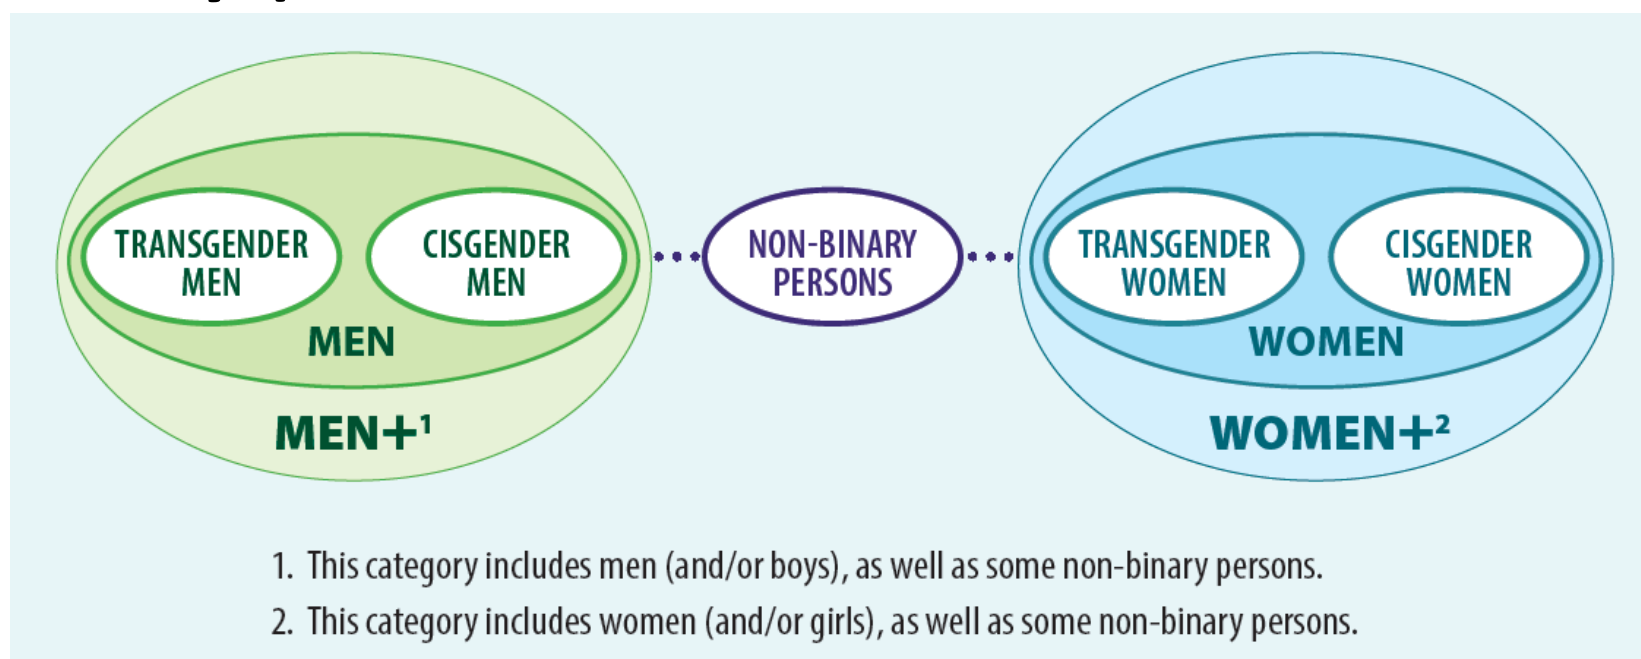 TRANSGENDER
MEN
CISGENDER
MEN
MEN
MEN+¹
NON-BINARY
PERSONS
TRANSGENDER
WOMEN
CISGENDER
WOMEN
WOMEN
WOMEN+²
1. This category includes men (and/or boys), as well as some non-binary persons.
2. This category includes women (and/or girls), as well as some non-binary persons.